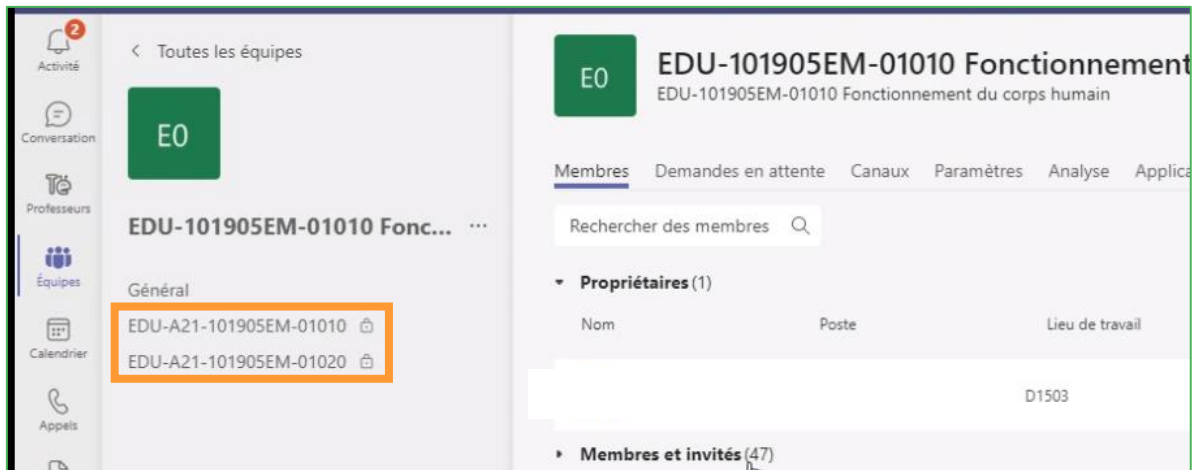 2
Activité
Conversation
Professeurs
Équipes
Calendrier
Appels
< Toutes les équipes
E0
EDU-101905EM-01010 Fonc... ...
Général
EDU-A21-101905EM-01010
EDU-A21-101905EM-01020
E0
EDU-101905EM-01010 Fonctionnement
EDU-101905EM-01010 Fonctionnement du corps humain
Membres Demandes en attente Canaux Paramètres Analyse Applica
Rechercher des membres
Propriétaires (1)
Nom Poste Lieu de travail
D1503
Membres et invités (47)